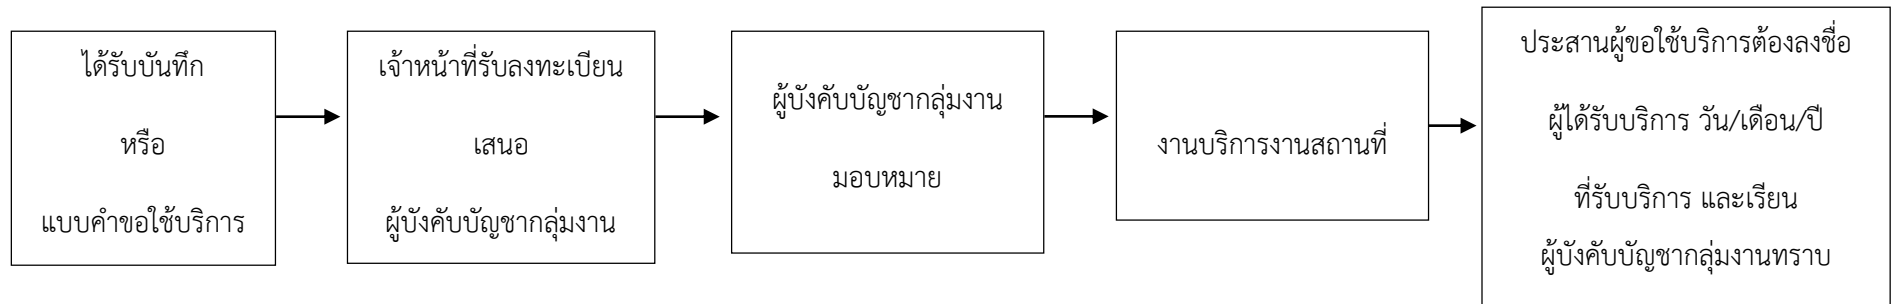 ได้รับบันทึก
หรือ
แบบคำขอใช้บริการ
เจ้าหน้าที่รับลงทะเบียน
เสนอ
ผู้บังคับบัญชากลุ่มงาน
ผู้บังคับบัญชากลุ่มงาน
มอบหมาย
งานบริการงานสถานที่
ประสานผู้ขอใช้บริการต้องลงชื่อ
ผู้ได้รับบริการ วัน/เดือน/ปี
ที่รับบริการ และเรียน
ผู้บังคับบัญชากลุ่มงานทราบ